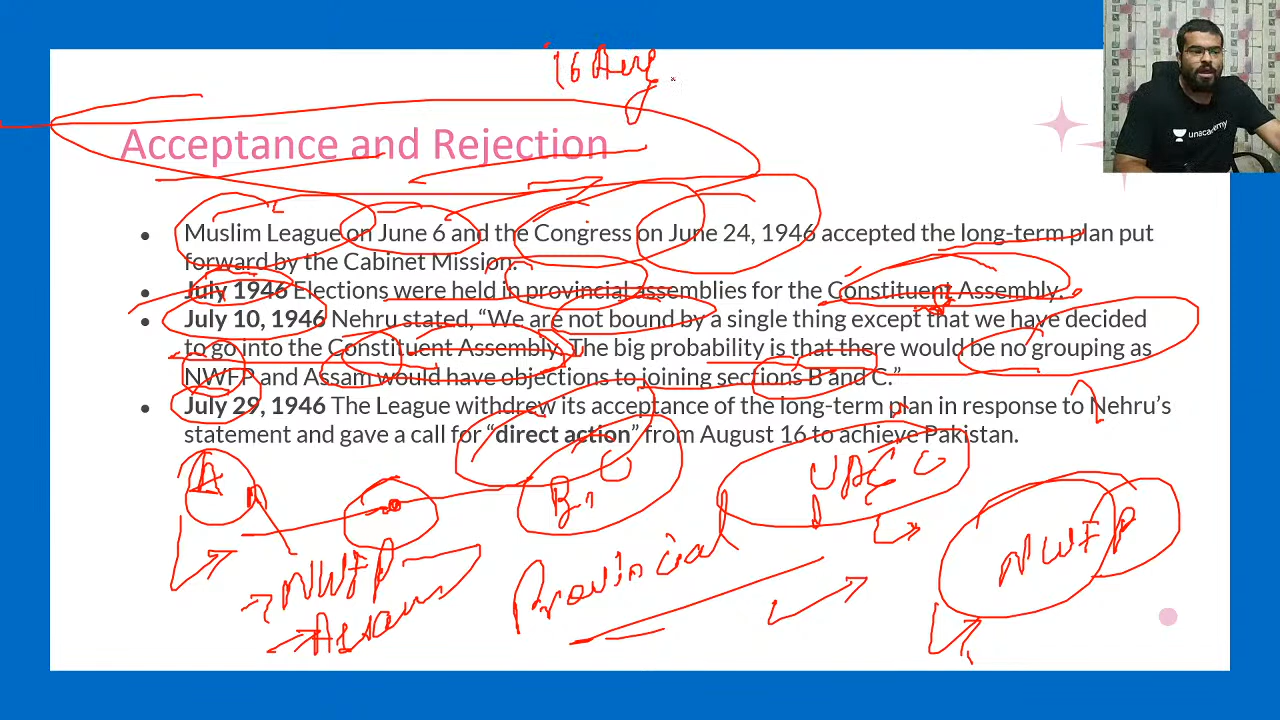 16 Aug
Acceptance and Rejection
unacademy
• Muslim League on June 6 and the Congress on June 24, 1946 accepted the long-term plan put
forward by the Cabinet Mission.
• July 1946 Elections were held in provincial assemblies for the Constituent Assembly.
• July 10, 1946 Nehru stated, “We are not bound by a single thing except that we have decided
to go into the Constituent Assembly. The big probability is that there would be no grouping as
NWFP and Assam would have objections to joining sections B and C.”
• July 29, 1946 The League withdrew its acceptance of the long-term plan in response to Nehru’s
statement and gave a call for “direct action” from August 16 to achieve Pakistan.
A
B, C
NWFP
Assam
Provincial
NWFP